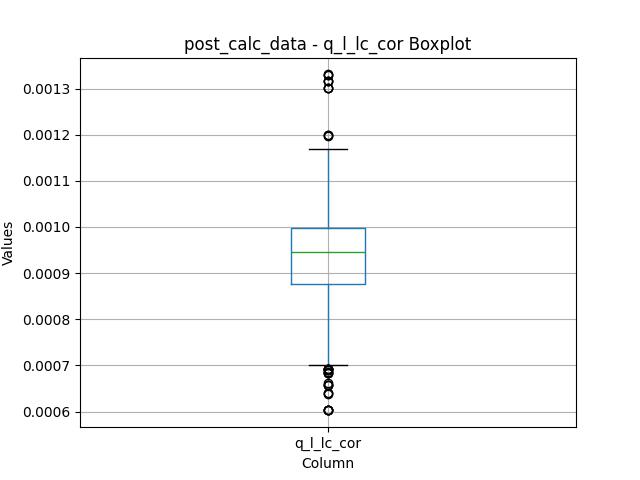 post_calc_data - q_l_lc_cor Boxplot
0.0013
0.0012
0.0011
0.0010
0.0009
0.0008
0.0007
0.0006
Values
q_l_lc_cor
Column